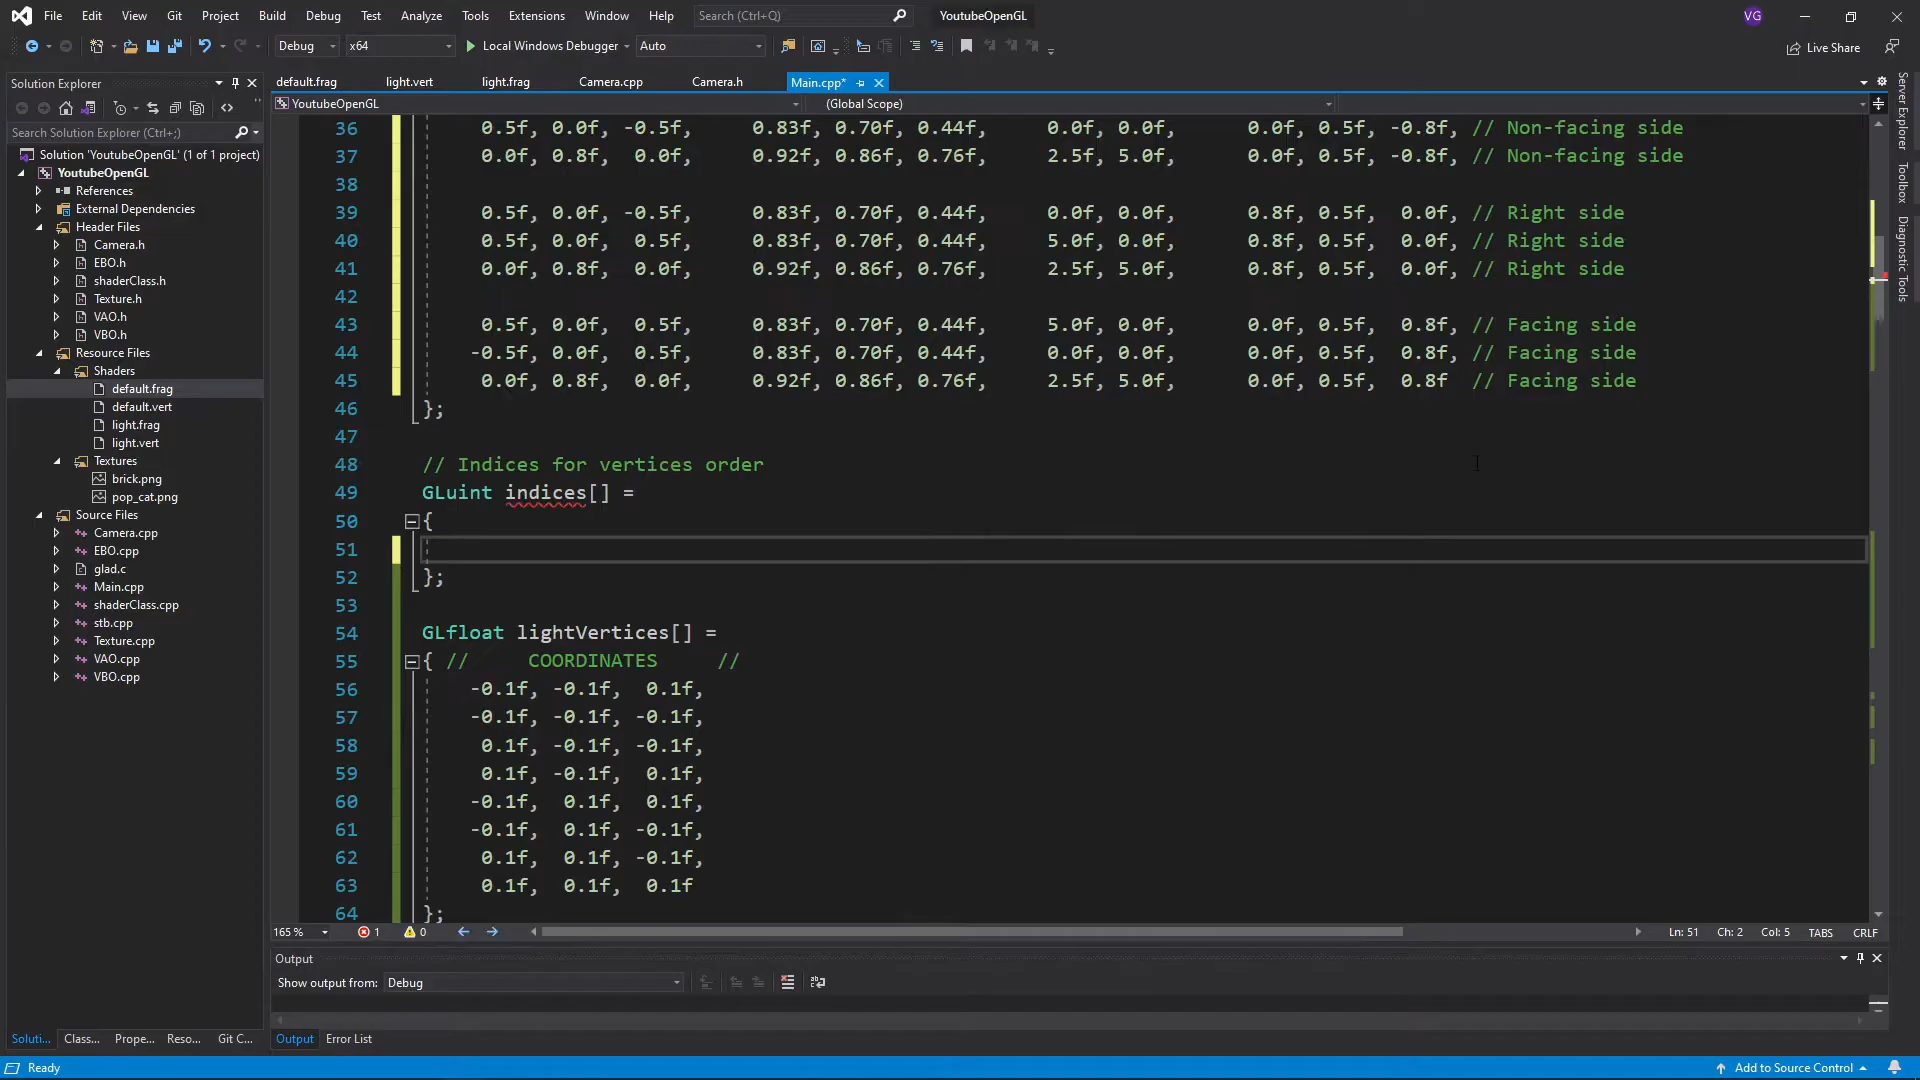 File Edit View Git Project Build Debug Test Analyze Tools Extensions Window Help Search (Ctrl+Q) YoutubeOpenGL VG
Debug x64 Local Windows Debugger Auto Live Share
Solution Explorer
Search Solution Explorer (Ctrl+;)
Solution 'YoutubeOpenGL' (1 of 1 project)
YoutubeOpenGL
References
External Dependencies
Header Files
Camera.h
EBO.h
shaderClass.h
Texture.h
VAO.h
VBO.h
Resource Files
Shaders
default.frag
default.vert
light.frag
light.vert
Textures
brick.png
pop_cat.png
Source Files
Camera.cpp
EBO.cpp
glad.c
Main.cpp
shaderClass.cpp
stb.cpp
Texture.cpp
VAO.cpp
VBO.cpp
Soluti... Class... Prope... Reso... Git C...
default.frag light.vert light.frag Camera.cpp Camera.h Main.cpp*
YoutubeOpenGL (Global Scope)
36 0.5f, 0.0f, -0.5f, 0.83f, 0.70f, 0.44f, 0.0f, 0.0f, 0.0f, 0.5f, -0.8f, // Non-facing side
37 0.0f, 0.8f, 0.0f, 0.92f, 0.86f, 0.76f, 2.5f, 5.0f, 0.0f, 0.5f, -0.8f, // Non-facing side
38
39 0.5f, 0.0f, -0.5f, 0.83f, 0.70f, 0.44f, 0.0f, 0.0f, 0.8f, 0.5f, 0.0f, // Right side
40 0.5f, 0.0f, 0.5f, 0.83f, 0.70f, 0.44f, 5.0f, 0.0f, 0.8f, 0.5f, 0.0f, // Right side
41 0.0f, 0.8f, 0.0f, 0.92f, 0.86f, 0.76f, 2.5f, 5.0f, 0.8f, 0.5f, 0.0f, // Right side
42
43 0.5f, 0.0f, 0.5f, 0.83f, 0.70f, 0.44f, 5.0f, 0.0f, 0.0f, 0.5f, 0.8f, // Facing side
44 -0.5f, 0.0f, 0.5f, 0.83f, 0.70f, 0.44f, 0.0f, 0.0f, 0.0f, 0.5f, 0.8f, // Facing side
45 0.0f, 0.8f, 0.0f, 0.92f, 0.86f, 0.76f, 2.5f, 5.0f, 0.0f, 0.5f, 0.8f // Facing side
46 };
47
48 // Indices for vertices order
49 GLuint indices[] =
50 {
51
52 };
53
54 GLfloat lightVertices[] =
55 { // COORDINATES //
56 -0.1f, -0.1f, 0.1f,
57 -0.1f, -0.1f, -0.1f,
58 0.1f, -0.1f, -0.1f,
59 0.1f, -0.1f, 0.1f,
60 -0.1f, 0.1f, 0.1f,
61 -0.1f, 0.1f, -0.1f,
62 0.1f, 0.1f, -0.1f,
63 0.1f, 0.1f, 0.1f
64 };
165 % 1 0 Ln: 51 Ch: 2 Col: 5 TABS CRLF
Output
Show output from: Debug
Output Error List
Server Explorer
Toolbox
Diagnostic Tools
Ready Add to Source Control